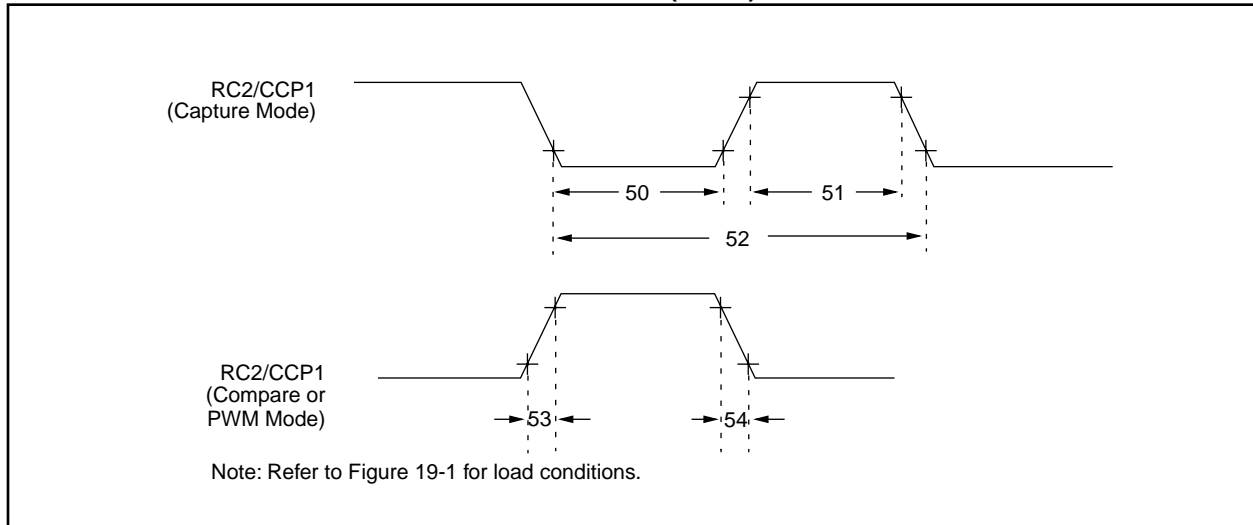 RC2/CCP1
(Capture Mode)
50
51
52
RC2/CCP1
(Compare or
PWM Mode)
53
54
Note: Refer to Figure 19-1 for load conditions.